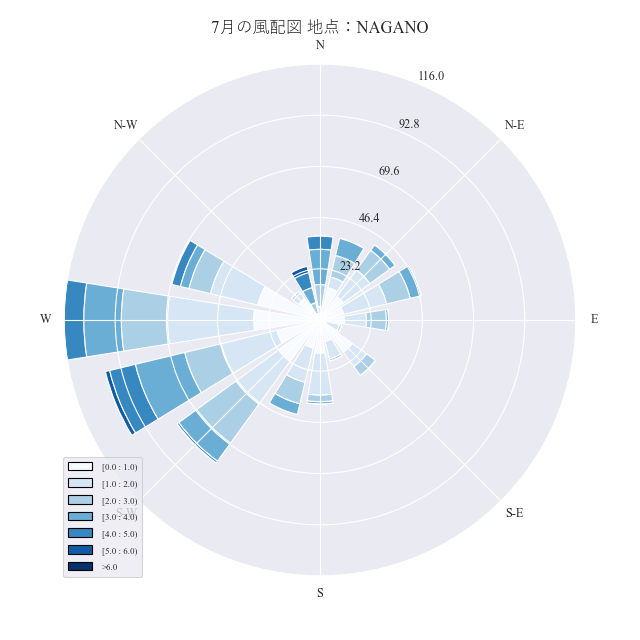 7月の風配図 地点：NAGANO
N
116.0
N-W
92.8
N-E
69.6
46.4
23.2
W
E
[0.0 : 1.0)
[1.0 : 2.0)
[2.0 : 3.0)
[3.0 : 4.0)
[4.0 : 5.0)
[5.0 : 6.0)
>6.0
S-W
S-E
S